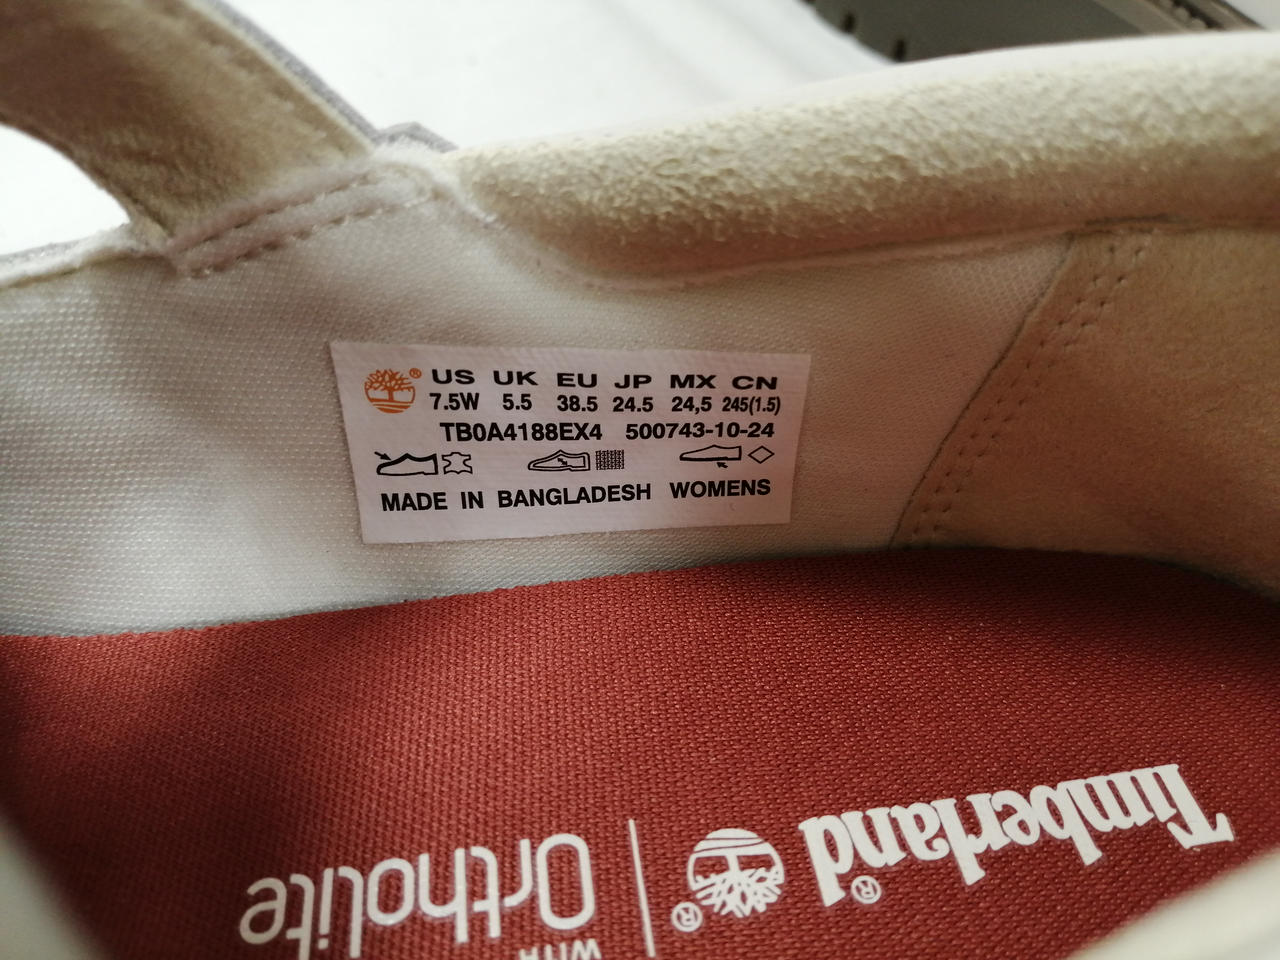 US UK EU JP MX CN
7.5W 5.5 38.5 24.5 24,5 245(1.5)
TB0A4188EX4 500743-10-24
MADE IN BANGLADESH WOMENS
Timberland®
®
WITH
Ortholite